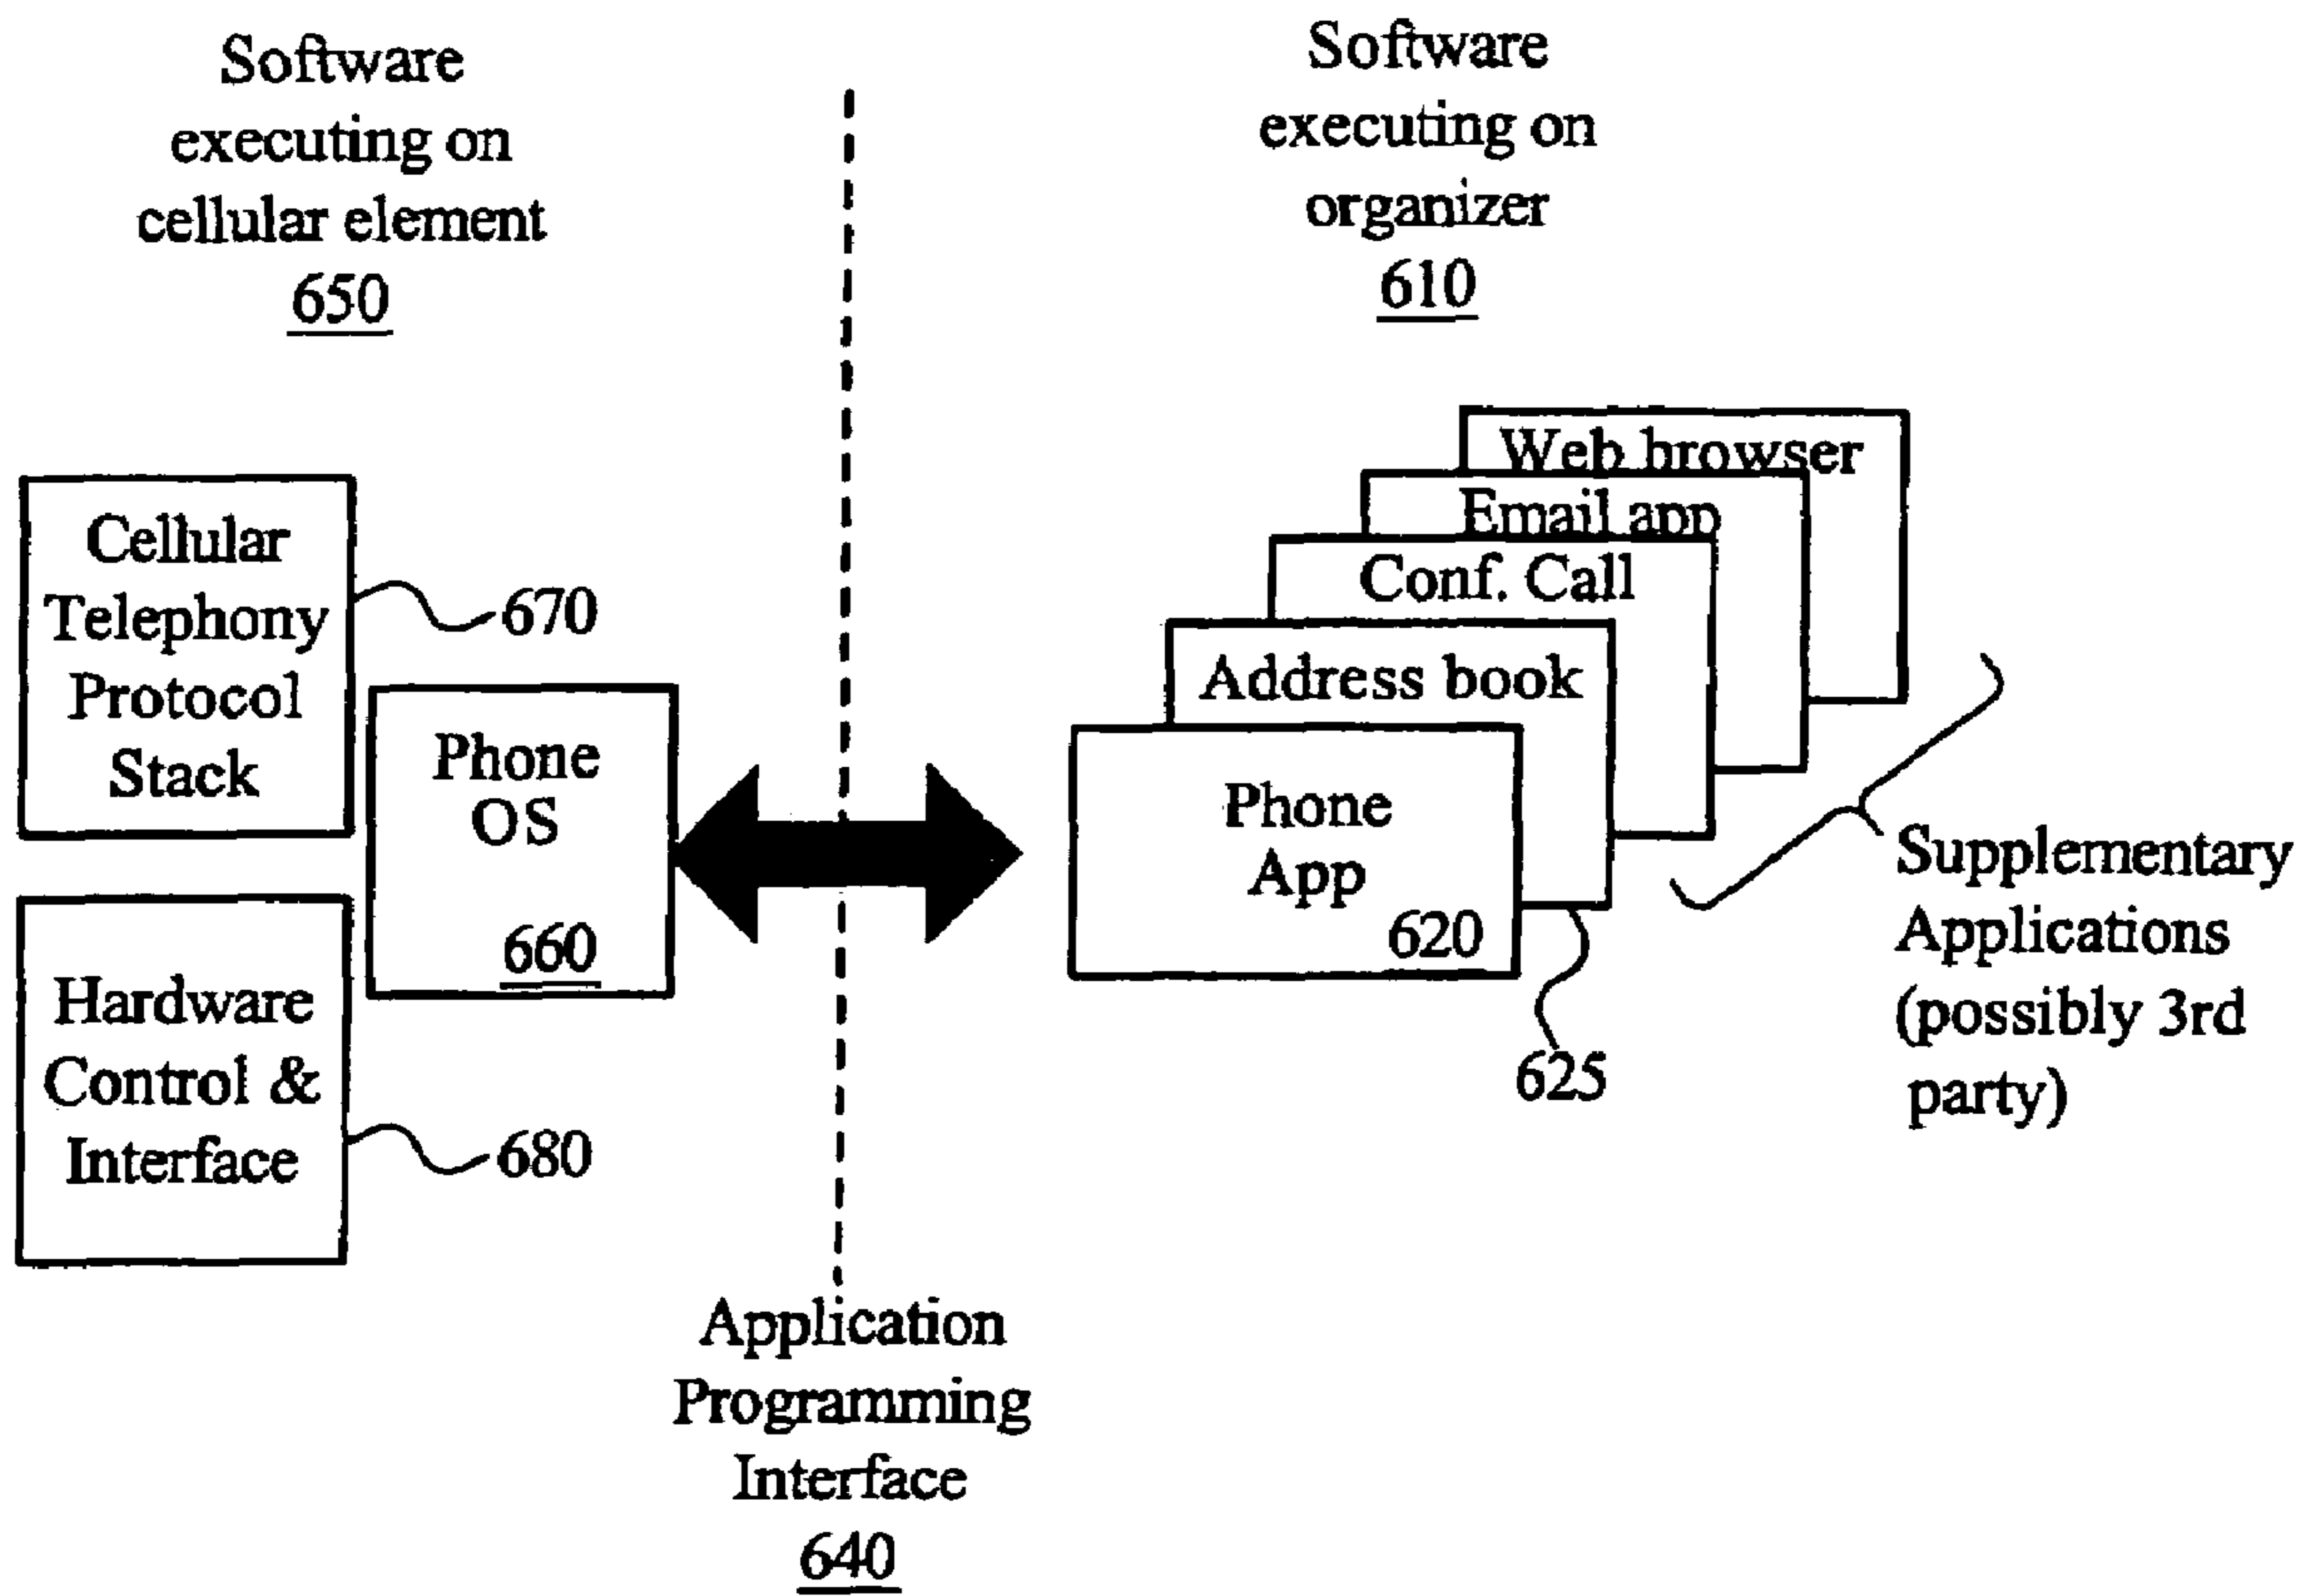 Software
executing on
cellular element
650
Software
executing on
organizer
610
Cellular
Telephony
Protocol
Stack
670
Phone
OS
660
Hardware
Control &
Interface
680
Web browser
Email app
Conf. Call
Address book
Phone
App
620
625
Supplementary
Applications
(possibly 3rd
party)
Application
Programming
Interface
640